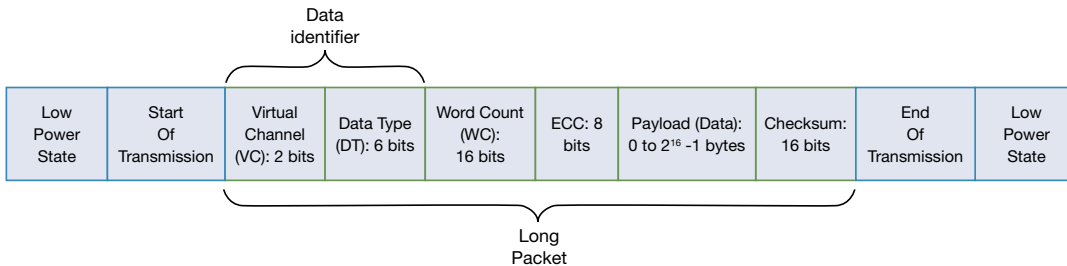 Data
identifier
Low
Power
State
Start
Of
Transmission
Virtual
Channel
(VC): 2 bits
Data Type
(DT): 6 bits
Word Count
(WC):
16 bits
ECC: 8
bits
Payload (Data):
0 to 2¹⁶ -1 bytes
Checksum:
16 bits
End
Of
Transmission
Low
Power
State
Long
Packet